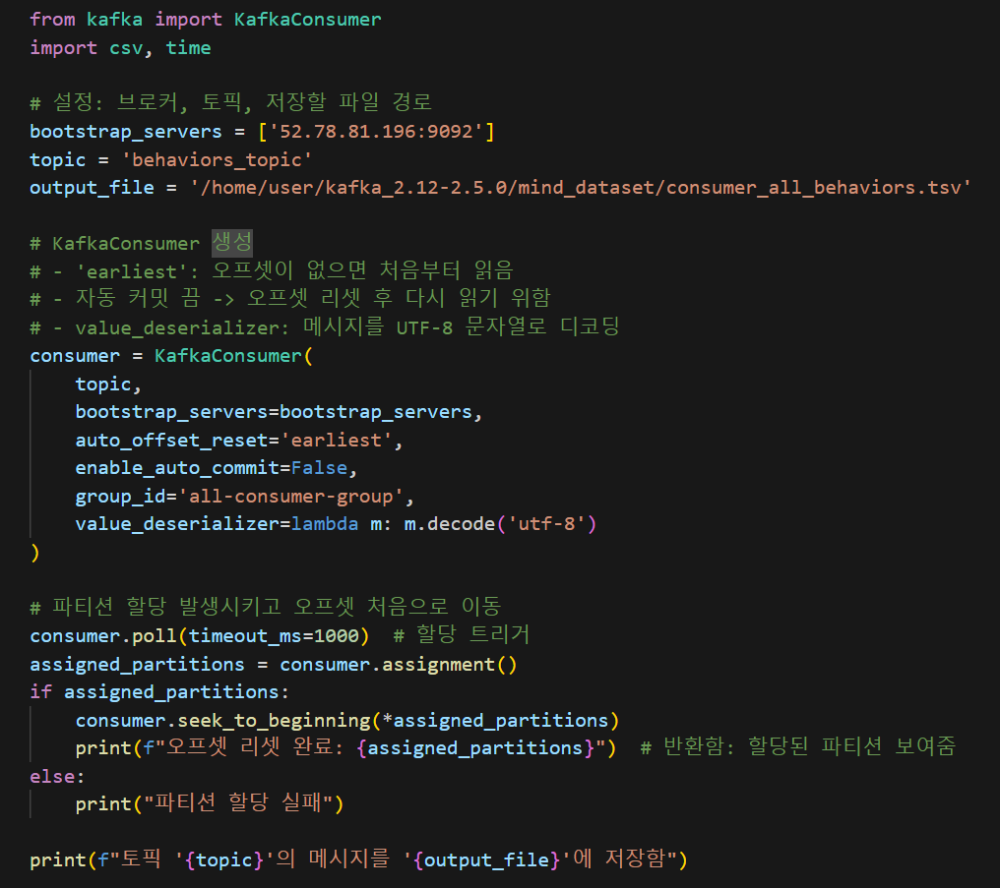 from kafka import KafkaConsumer
import csv, time
# 설정: 브로커, 토픽, 저장할 파일 경로
bootstrap_servers = ['52.78.81.196:9092']
topic = 'behaviors_topic'
output_file = '/home/user/kafka_2.12-2.5.0/mind_dataset/consumer_all_behaviors.tsv'
# KafkaConsumer 생성
# - 'earliest': 오프셋이 없으면 처음부터 읽음
# - 자동 커밋 끔 -> 오프셋 리셋 후 다시 읽기 위함
# - value_deserializer: 메시지를 UTF-8 문자열로 디코딩
consumer = KafkaConsumer(
    topic,
    bootstrap_servers=bootstrap_servers,
    auto_offset_reset='earliest',
    enable_auto_commit=False,
    group_id='all-consumer-group',
    value_deserializer=lambda m: m.decode('utf-8')
)
# 파티션 할당 발생시키고 오프셋 처음으로 이동
consumer.poll(timeout_ms=1000)  # 할당 트리거
assigned_partitions = consumer.assignment()
if assigned_partitions:
    consumer.seek_to_beginning(*assigned_partitions)
    print(f"오프셋 리셋 완료: {assigned_partitions}")  # 반환함: 할당된 파티션 보여줌
else:
    print("파티션 할당 실패")
print(f"토픽 '{topic}'의 메시지를 '{output_file}'에 저장함")